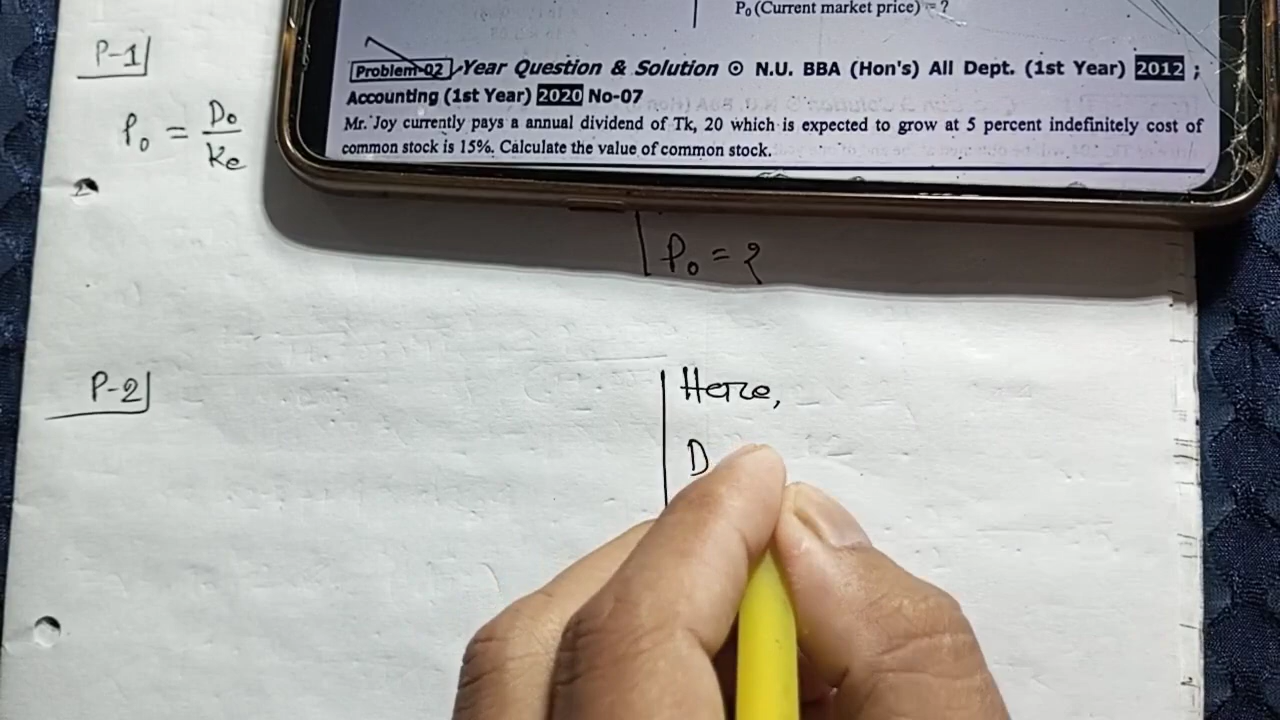 P-1
P₀ = D₀ / Ke
P₀ (Current market price) = ?
Problem-02 Year Question & Solution ⊙ N.U. BBA (Hon's) All Dept. (1st Year) 2012 ;
Accounting (1st Year) 2020 No-07
Mr. Joy currently pays a annual dividend of Tk, 20 which is expected to grow at 5 percent indefinitely cost of
common stock is 15%. Calculate the value of common stock.
P₀ = ?
P-2
Here,
D